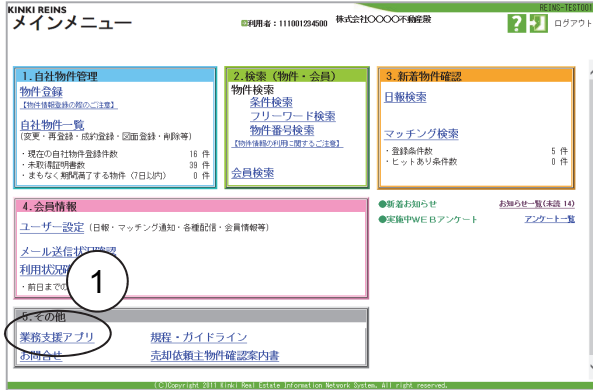 REINS-TEST001
KINKI REINS
メインメニュー
利用者：111001234500 株式会社〇〇〇〇不動産殿
? ログアウト
1.自社物件管理
物件登録
【物件情報登録の際のご注意】
自社物件一覧
(変更・再登録・成約登録・図面登録・削除等)
・現在の自社物件登録件数 16 件
・未取得証明書数 39 件
・まもなく期間満了する物件（7日以内） 0 件
2.検索（物件・会員）
物件検索
条件検索
フリーワード検索
物件番号検索
【物件情報の利用に関するご注意】
会員検索
3.新着物件確認
日報検索
マッチング検索
・登録条件数 5 件
・ヒットあり条件数 0 件
4.会員情報
ユーザー設定（日報・マッチング通知・各種配信・会員情報等）
メール送信状況確認
利用状況
・前日までの
1
●新着お知らせ お知らせ一覧(未読 14)
●実施中WEBアンケート アンケート一覧
5.その他
業務支援アプリ 規程・ガイドライン
お問合せ 売却依頼主物件確認案内書
(C)Copyright 2011 Kinki Real Estate Information Network System. All right reserved.